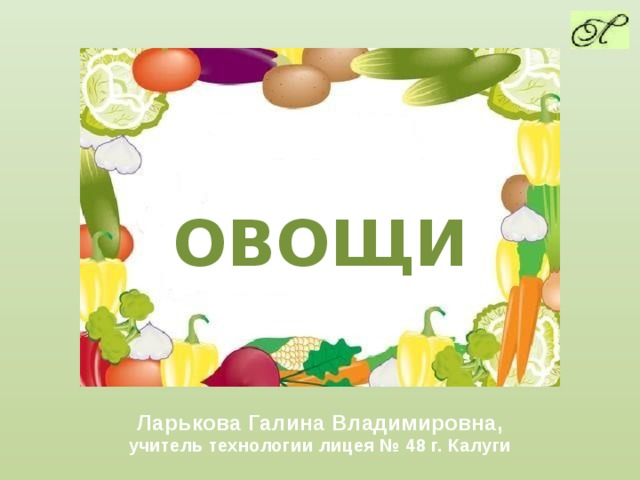 овощи
Ларькова Галина Владимировна,
учитель технологии лицея № 48 г. Калуги